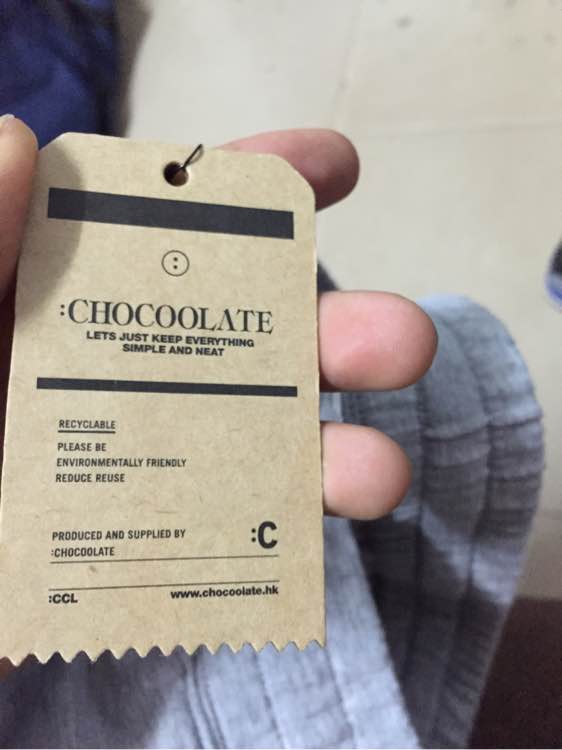 :CHOCOOLATE
LETS JUST KEEP EVERYTHING
SIMPLE AND NEAT
RECYCLABLE
PLEASE BE
ENVIRONMENTALLY FRIENDLY
REDUCE REUSE
PRODUCED AND SUPPLIED BY
:CHOCOOLATE
:C
:CCL
www.chocoolate.hk